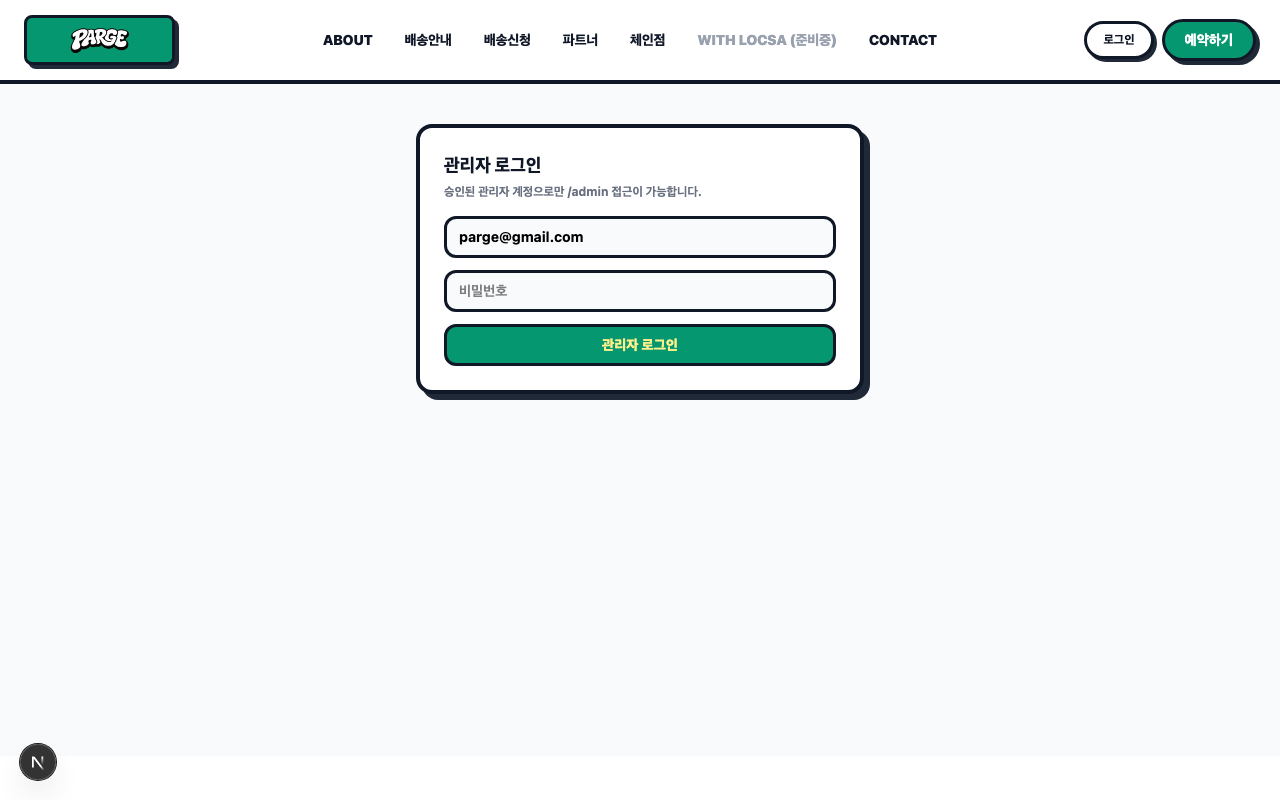 PARGE
ABOUT
배송안내
배송신청
파트너
체인점
WITH LOCSA (준비중)
CONTACT
로그인
예약하기
관리자 로그인
승인된 관리자 계정으로만 /admin 접근이 가능합니다.
parge@gmail.com
비밀번호
관리자 로그인
N